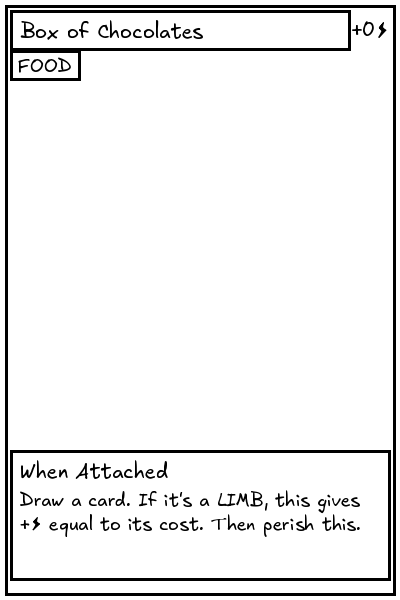 Box of Chocolates
+0⚡
FOOD
When Attached
Draw a card. If it's a LIMB, this gives
+⚡ equal to its cost. Then perish this.